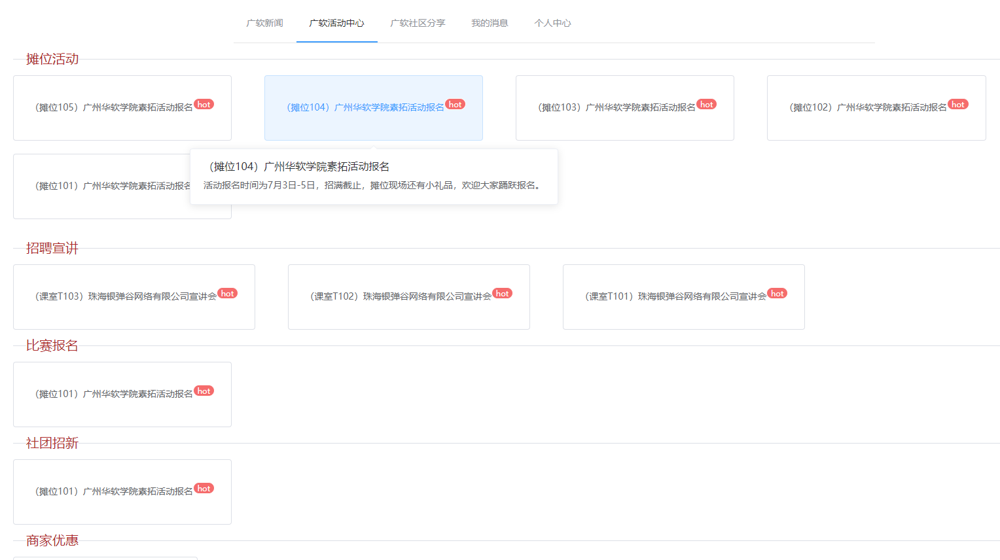 广软新闻 广软活动中心 广软社区分享 我的消息 个人中心
摊位活动
（摊位105）广州华软学院素拓活动报名 hot
（摊位104）广州华软学院素拓活动报名 hot
（摊位103）广州华软学院素拓活动报名 hot
（摊位102）广州华软学院素拓活动报名 hot
（摊位101）广州华软学院素拓活动报名
（摊位104）广州华软学院素拓活动报名
活动报名时间为7月3日-5日，招满截止，摊位现场还有小礼品，欢迎大家踊跃报名。
招聘宣讲
（课室T103）珠海银弹谷网络有限公司宣讲会 hot
（课室T102）珠海银弹谷网络有限公司宣讲会 hot
（课室T101）珠海银弹谷网络有限公司宣讲会 hot
比赛报名
（摊位101）广州华软学院素拓活动报名 hot
社团招新
（摊位101）广州华软学院素拓活动报名 hot
商家优惠